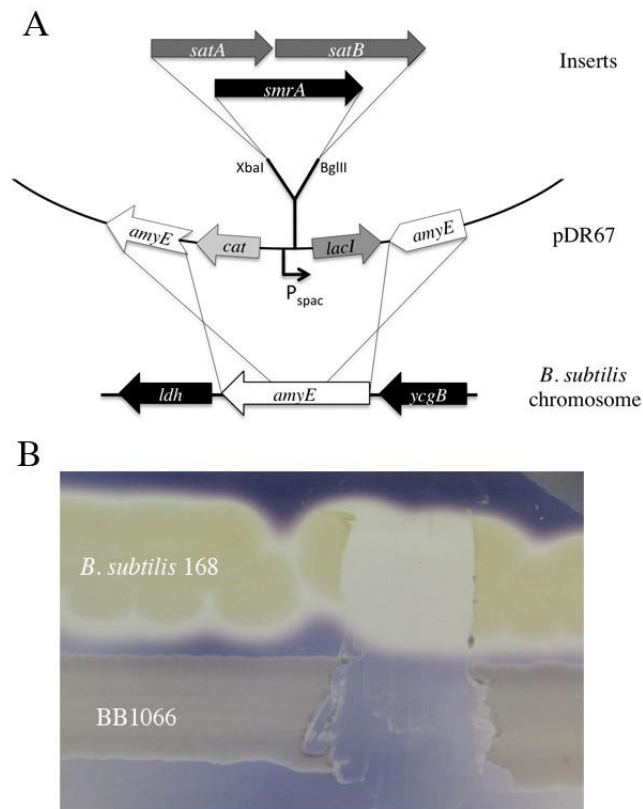 A
satA satB
Inserts
smrA
XbaI BglII
amyE cat lacI amyE
pDR67
Pspac
B. subtilis
chromosome
ldh amyE ycgB
B
B. subtilis 168
BB1066